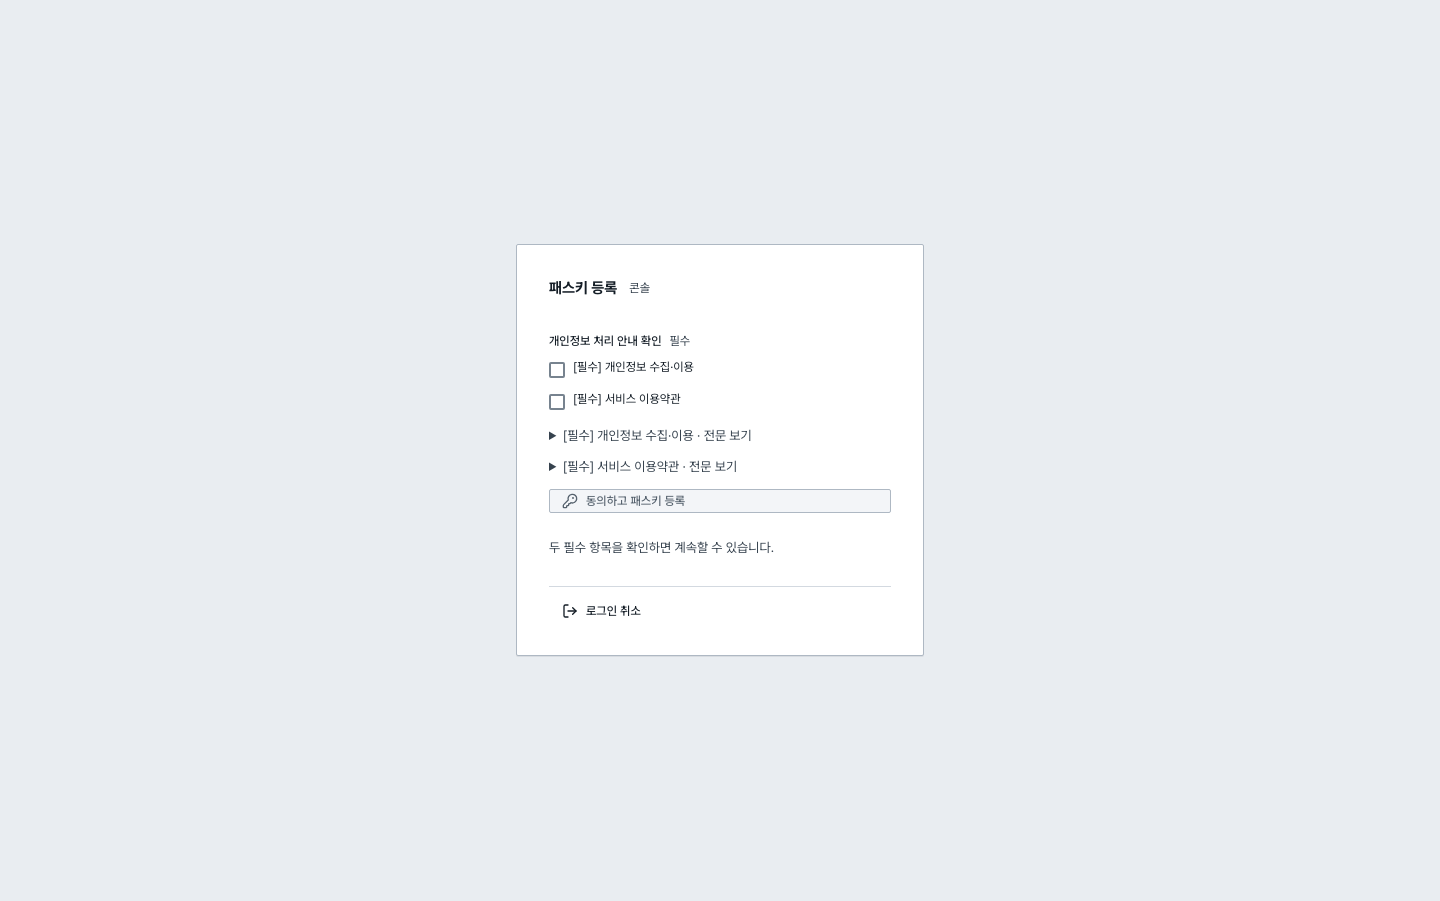 패스키 등록 콘솔
개인정보 처리 안내 확인 필수
[필수] 개인정보 수집·이용
[필수] 서비스 이용약관
[필수] 개인정보 수집·이용 · 전문 보기
[필수] 서비스 이용약관 · 전문 보기
동의하고 패스키 등록
두 필수 항목을 확인하면 계속할 수 있습니다.
로그인 취소